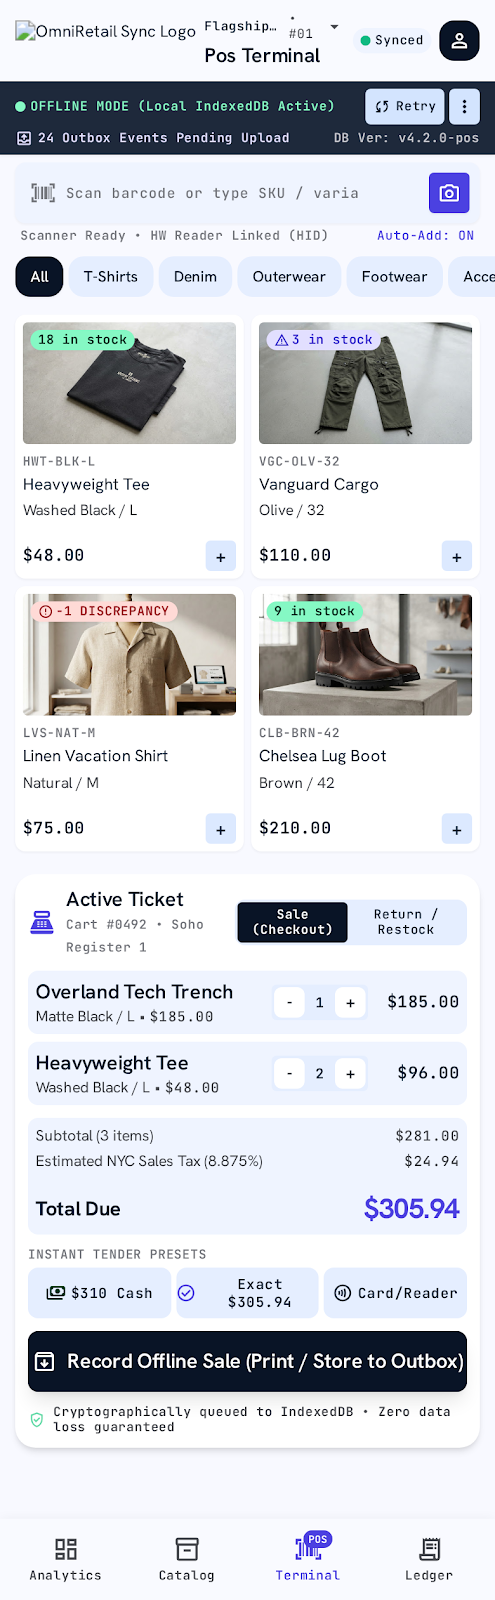 OmniRetail Sync Logo
Flagship… • #01
Pos Terminal
Synced
OFFLINE MODE (Local IndexedDB Active)
Retry
24 Outbox Events Pending Upload
DB Ver: v4.2.0-pos
Scan barcode or type SKU / varia
Scanner Ready • HW Reader Linked (HID)
Auto-Add: ON
All
T-Shirts
Denim
Outerwear
Footwear
Acce
18 in stock
HWT-BLK-L
Heavyweight Tee
Washed Black / L
$48.00
+
3 in stock
VGC-OLV-32
Vanguard Cargo
Olive / 32
$110.00
+
-1 DISCREPANCY
LVS-NAT-M
Linen Vacation Shirt
Natural / M
$75.00
+
9 in stock
CLB-BRN-42
Chelsea Lug Boot
Brown / 42
$210.00
+
Active Ticket
Cart #0492 • Soho
Register 1
Sale
(Checkout)
Return /
Restock
Overland Tech Trench
Matte Black / L • $185.00
- 1 +
$185.00
Heavyweight Tee
Washed Black / L • $48.00
- 2 +
$96.00
Subtotal (3 items)
$281.00
Estimated NYC Sales Tax (8.875%)
$24.94
Total Due
$305.94
INSTANT TENDER PRESETS
$310 Cash
Exact
$305.94
Card/Reader
Record Offline Sale (Print / Store to Outbox)
Cryptographically queued to IndexedDB • Zero data
loss guaranteed
POS
Analytics
Catalog
Terminal
Ledger